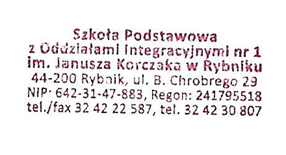 Szkoła Podstawowa
z Oddziałami Integracyjnymi nr 1
im. Janusza Korczaka w Rybniku
44-200 Rybnik, ul. B. Chrobrego 29
NIP: 642-31-47-883, Regon: 241795518
tel./fax 32 42 22 587, tel. 32 42 30 807